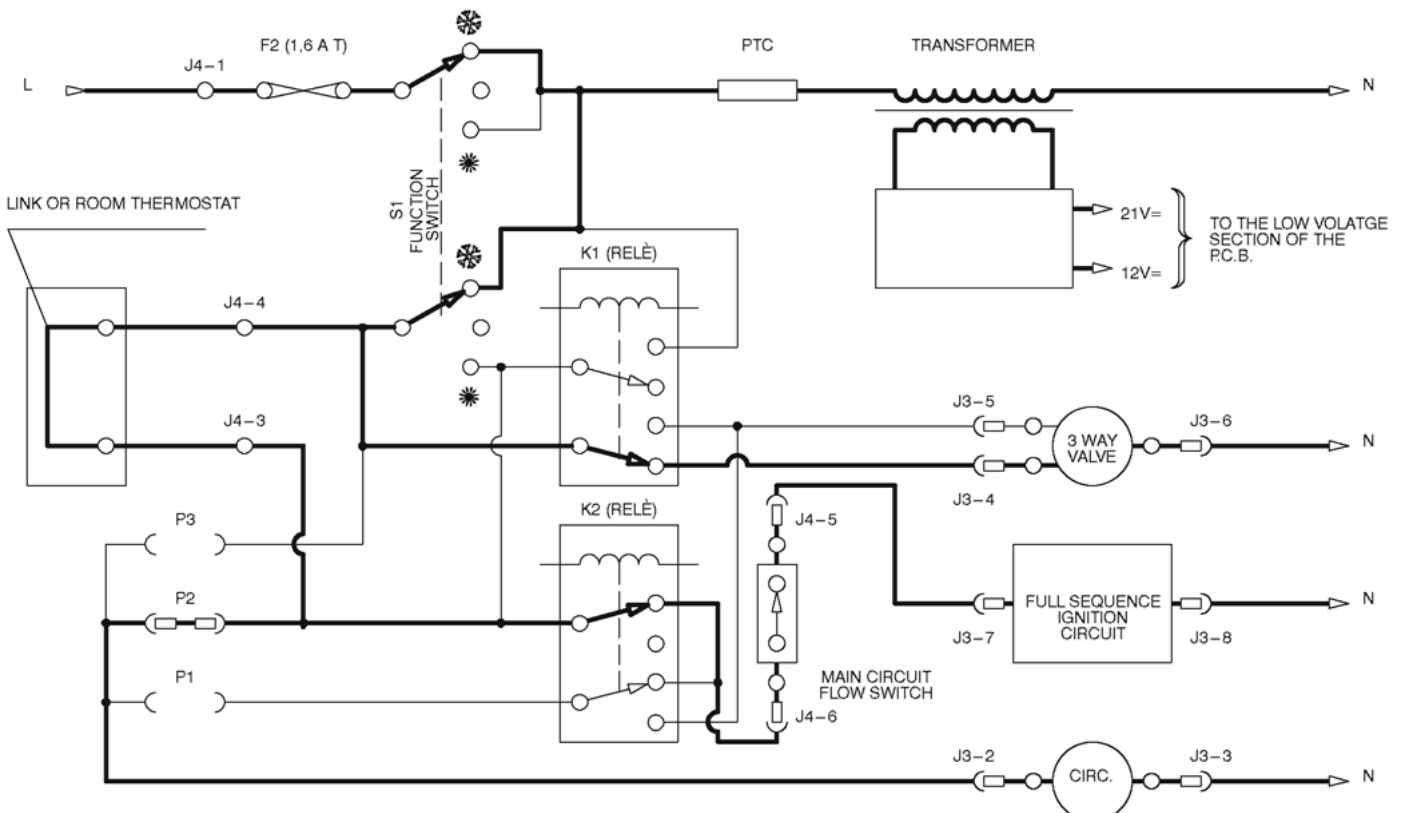 F2 (1,6 A T)
PTC
TRANSFORMER
J4-1
L
N
S1
FUNCTION
SWITCH
LINK OR ROOM THERMOSTAT
21V=
12V=
TO THE LOW VOLATGE
SECTION OF THE
P.C.B.
K1 (RELÈ)
J4-4
J4-3
J3-5
J3-6
3 WAY
VALVE
N
J3-4
P3
K2 (RELÈ)
J4-5
P2
FULL SEQUENCE
IGNITION
CIRCUIT
N
J3-7
J3-8
P1
MAIN CIRCUIT
FLOW SWITCH
J4-6
J3-2
J3-3
CIRC.
N